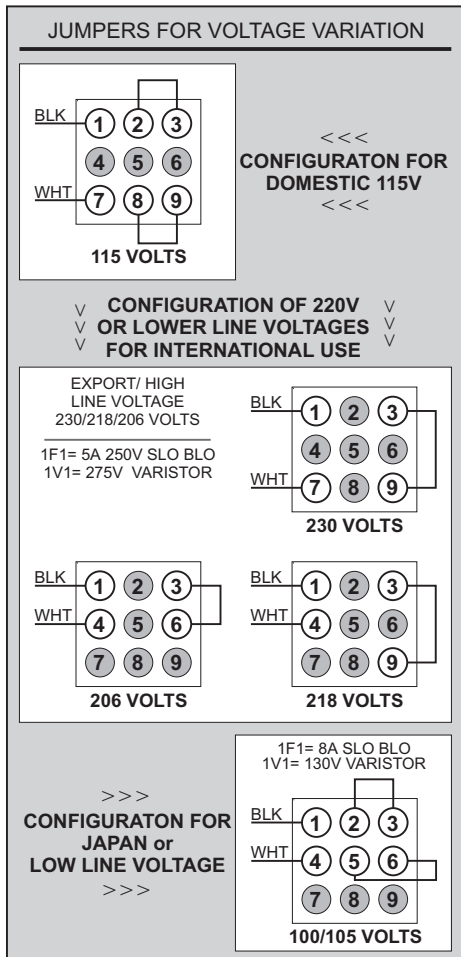 JUMPERS FOR VOLTAGE VARIATION
BLK 1 2 3
4 5 6
WHT 7 8 9
115 VOLTS
<<<
CONFIGURATON FOR
DOMESTIC 115V
<<<
V CONFIGURATION OF 220V V
V OR LOWER LINE VOLTAGES V
V FOR INTERNATIONAL USE V
EXPORT/ HIGH
LINE VOLTAGE
230/218/206 VOLTS
1F1= 5A 250V SLO BLO
1V1= 275V VARISTOR
BLK 1 2 3
4 5 6
WHT 7 8 9
230 VOLTS
BLK 1 2 3
WHT 4 5 6
7 8 9
206 VOLTS
BLK 1 2 3
WHT 4 5 6
7 8 9
218 VOLTS
>>>
CONFIGURATON FOR
JAPAN or
LOW LINE VOLTAGE
>>>
1F1= 8A SLO BLO
1V1= 130V VARISTOR
BLK 1 2 3
WHT 4 5 6
7 8 9
100/105 VOLTS